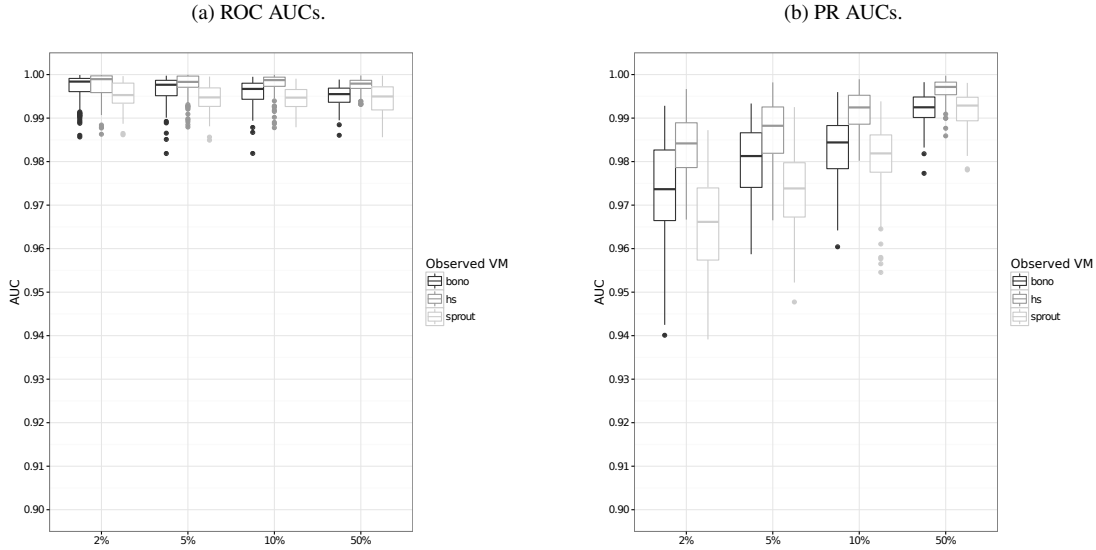 (a) ROC AUCs.
1.00
0.99
0.98
0.97
0.96
0.95
0.94
0.93
0.92
0.91
0.90
AUC
2%
5%
10%
50%
Observed VM
bono
hs
sprout
(b) PR AUCs.
1.00
0.99
0.98
0.97
0.96
0.95
0.94
0.93
0.92
0.91
0.90
AUC
2%
5%
10%
50%
Observed VM
bono
hs
sprout